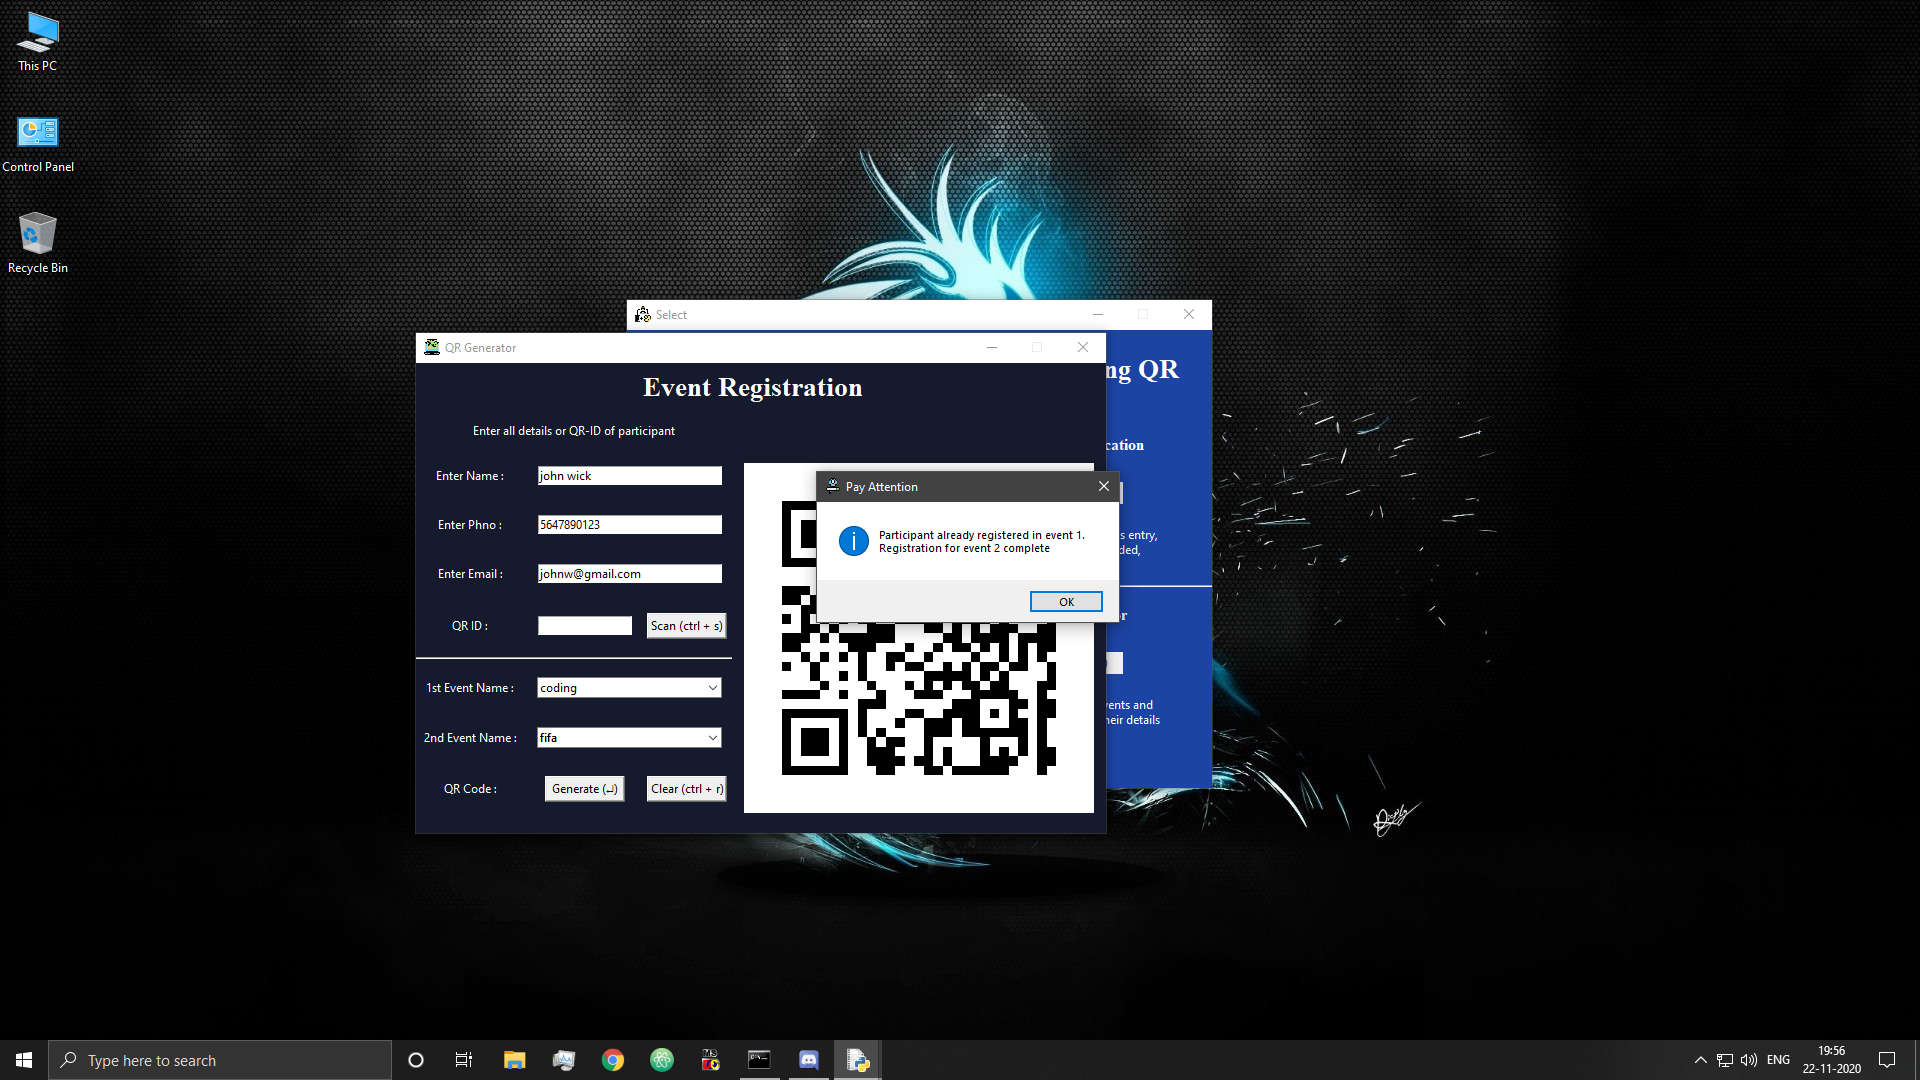 This PC
Control Panel
Recycle Bin
Select
QR Generator
ng QR
Event Registration
Enter all details or QR-ID of participant
cation
Enter Name :
john wick
Pay Attention
Enter Phno :
5647890123
Participant already registered in event 1.
Registration for event 2 complete
s entry,
ded,
Enter Email :
johnw@gmail.com
OK
QR ID :
Scan (ctrl + s)
or
1st Event Name :
coding
vents and
heir details
2nd Event Name :
fifa
QR Code :
Generate (↵)
Clear (ctrl + r)
Type here to search
ENG
19:56
22-11-2020